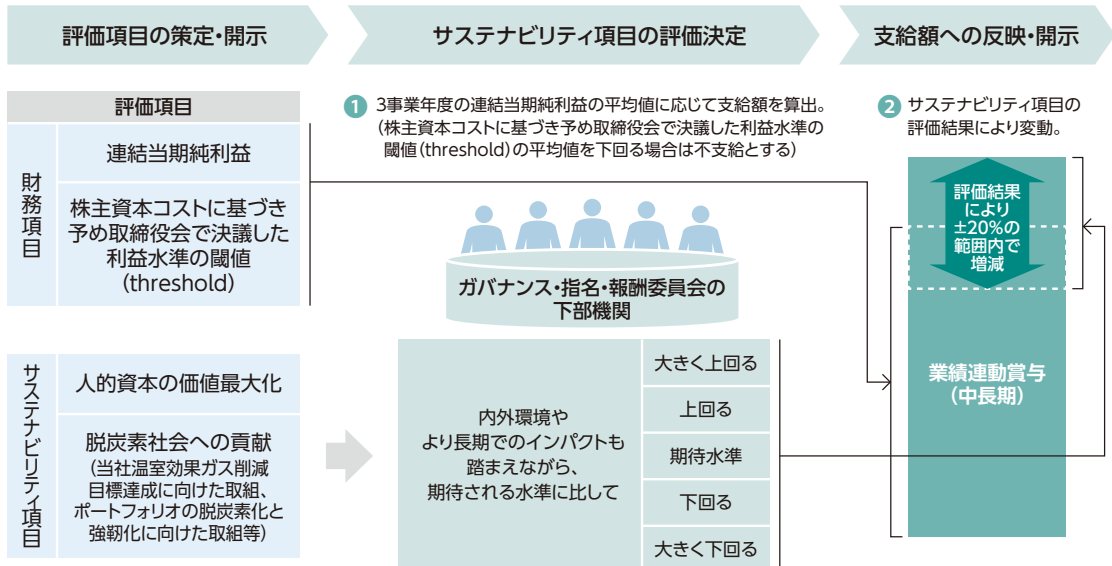 評価項目の策定・開示
サステナビリティ項目の評価決定
支給額への反映・開示
評価項目
財務項目
連結当期純利益
株主資本コストに基づき
予め取締役会で決議した
利益水準の閾値
(threshold)
❶ 3事業年度の連結当期純利益の平均値に応じて支給額を算出。
(株主資本コストに基づき予め取締役会で決議した利益水準の
閾値(threshold)の平均値を下回る場合は不支給とする)
ガバナンス・指名・報酬委員会の
下部機関
❷ サステナビリティ項目の
評価結果により変動。
評価結果
により
±20%の
範囲内で
増減
業績連動賞与
(中長期)
サステナビリティ項目
人的資本の価値最大化
脱炭素社会への貢献
(当社温室効果ガス削減
目標達成に向けた取組、
ポートフォリオの脱炭素化と
強靭化に向けた取組等)
内外環境や
より長期でのインパクトも
踏まえながら、
期待される水準に比して
大きく上回る
上回る
期待水準
下回る
大きく下回る